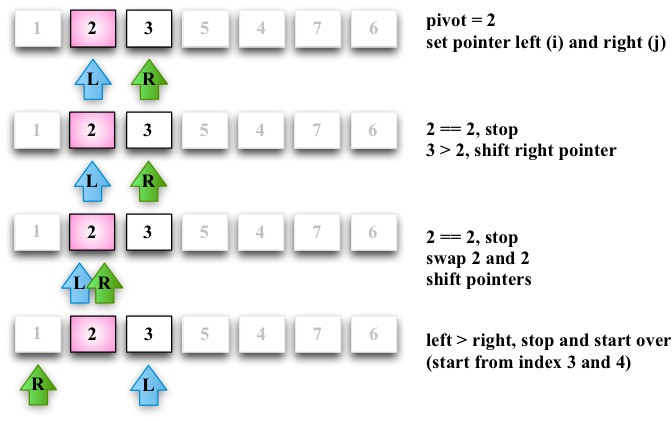 1 2 3 5 4 7 6
pivot = 2
set pointer left (i) and right (j)
L R
1 2 3 5 4 7 6
2 == 2, stop
3 > 2, shift right pointer
L R
1 2 3 5 4 7 6
2 == 2, stop
swap 2 and 2
shift pointers
L R
1 2 3 5 4 7 6
left > right, stop and start over
(start from index 3 and 4)
R L